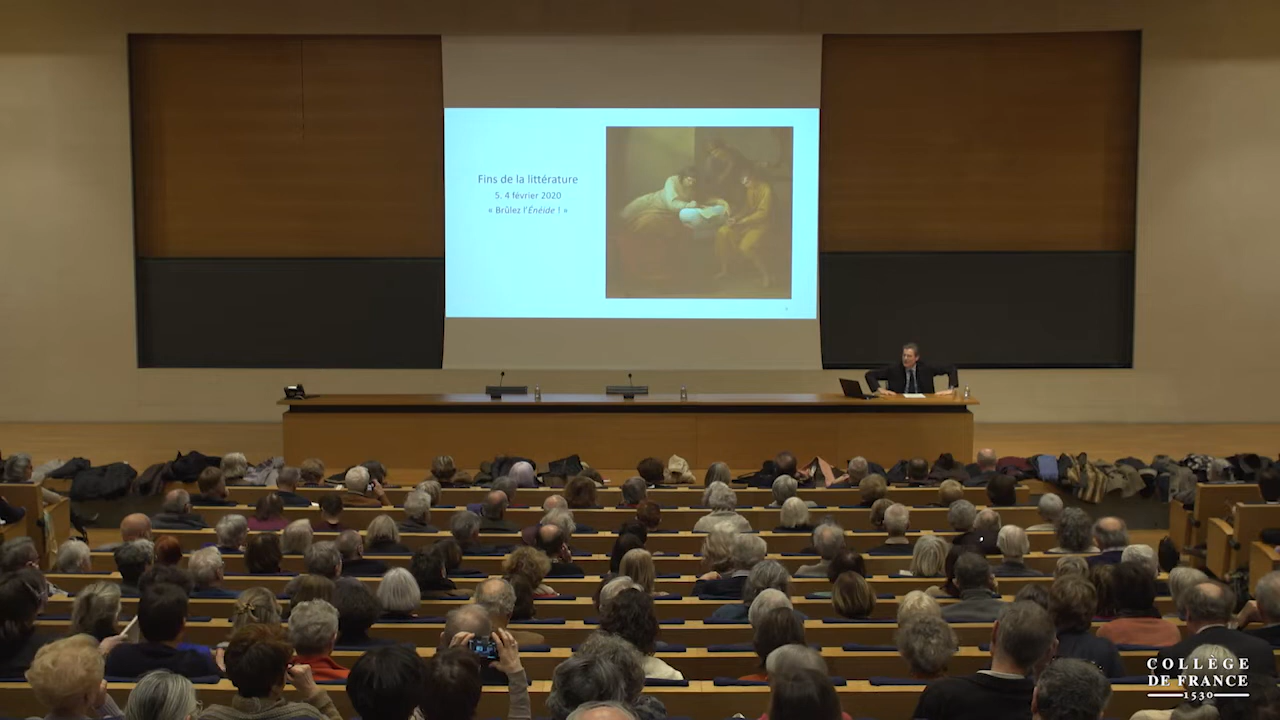 Fins de la littérature
5. 4 février 2020
« Brûlez l'Énéide ! »
COLLÈGE
DE FRANCE
1530